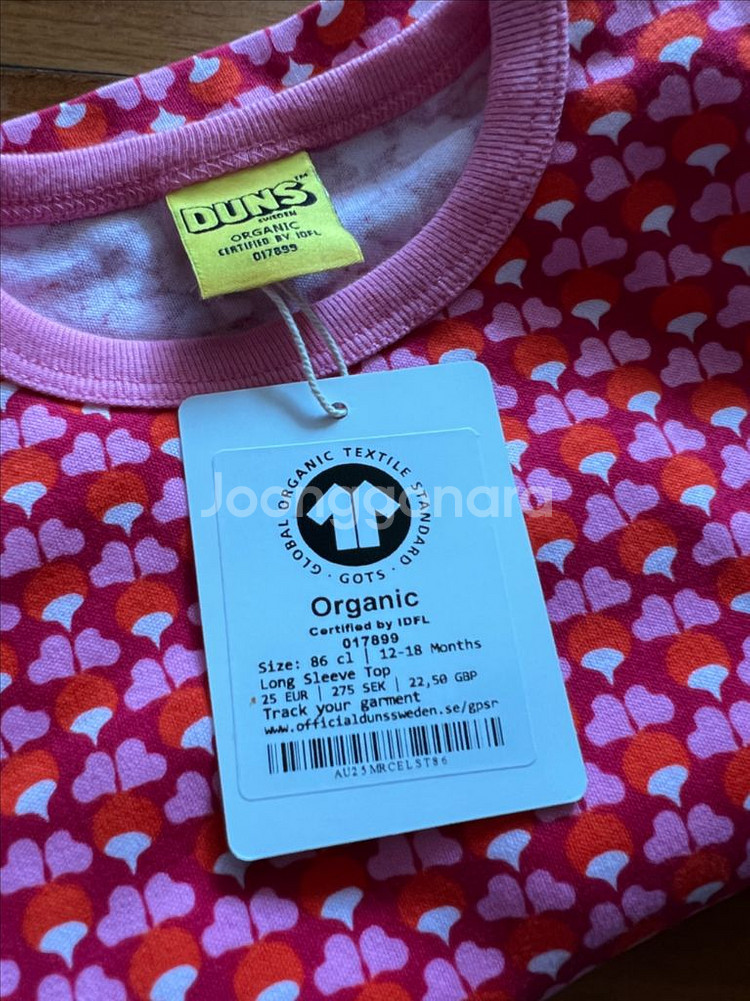 DUNS™
SWEDEN
ORGANIC
CERTIFIED BY IDFL
017899
Joonggonara
GLOBAL ORGANIC TEXTILE STANDARD · GOTS ·
Organic
Certified by IDFL
017899
Size: 86 cl | 12-18 Months
Long Sleeve Top
25 EUR | 275 SEK | 22,50 GBP
Track your garment
www.officialdunssweden.se/gpsr
AU25MRCELST86